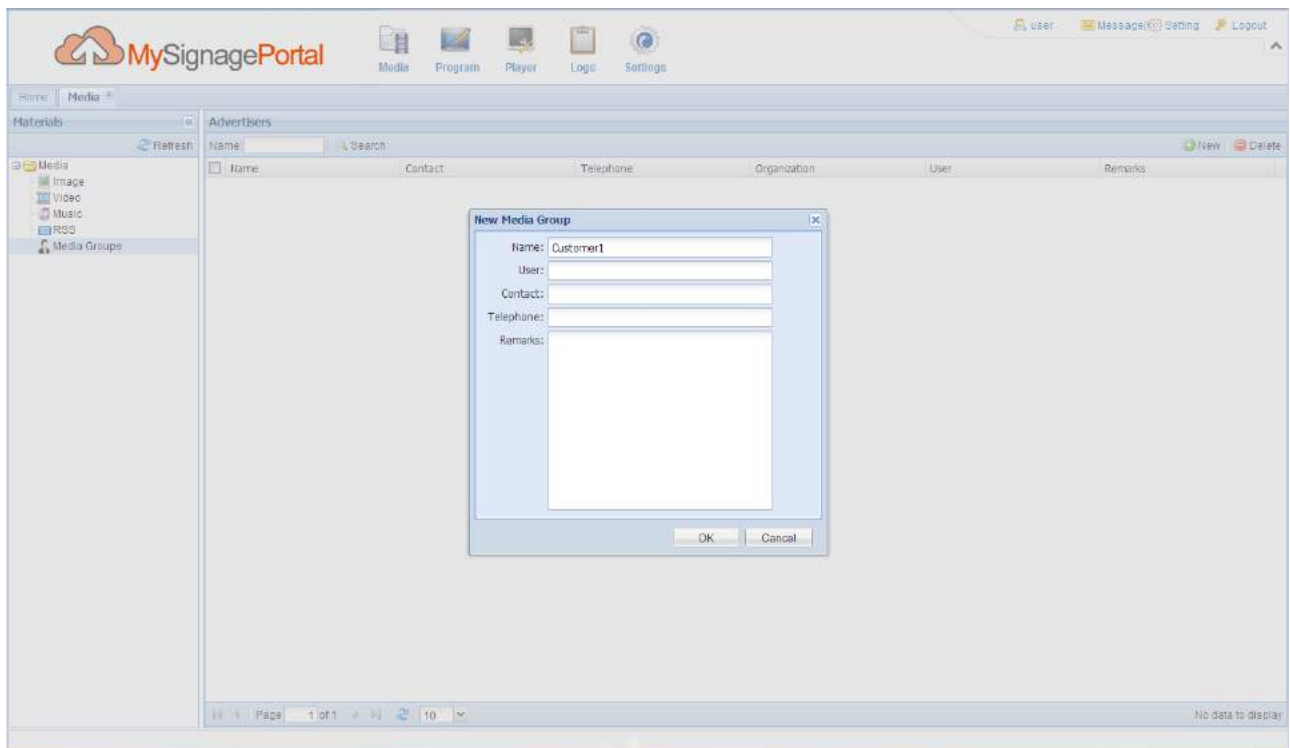 user Message( Setting Logout
MySignagePortal
Media Program Player Logs Settings
Home Media
Materials Advertisers
Refresh Name: Search New Delete
Media Name Contact Telephone Organization User Remarks
Image
Video
Music
RSS
Media Groups
New Media Group
Name: Customer1
User:
Contact:
Telephone:
Remarks:
OK Cancel
Page 1 of 1 10 No data to display